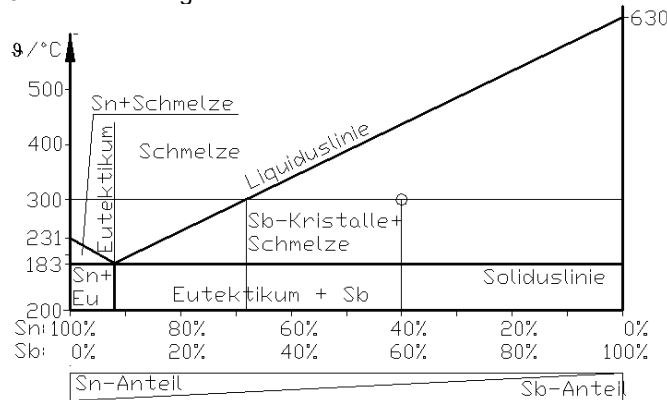 630
ϑ/°C
500
Sn+Schmelze
Eutektikum
Schmelze
Liquiduslinie
400
300
Sb-Kristalle+
Schmelze
231
183
Sn+
Eu
Soliduslinie
Eutektikum + Sb
200
Sn: 100% 80% 60% 40% 20% 0%
Sb: 0% 20% 40% 60% 80% 100%
Sn-Anteil
Sb-Anteil